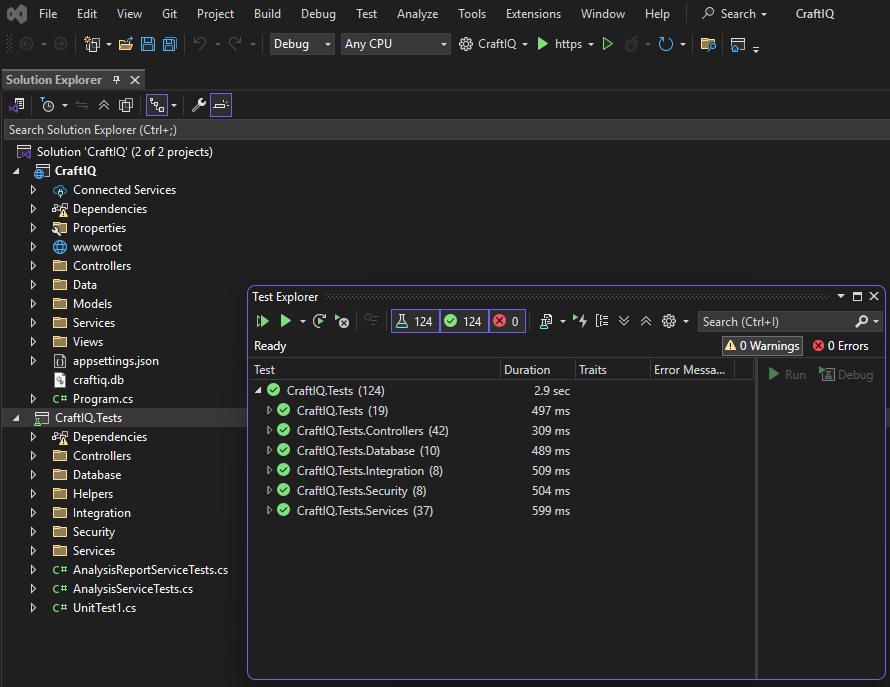 File Edit View Git Project Build Debug Test Analyze Tools Extensions Window Help Search CraftIQ
Debug Any CPU CraftIQ https
Solution Explorer
Search Solution Explorer (Ctrl+;)
Solution 'CraftIQ' (2 of 2 projects)
CraftIQ
Connected Services
Dependencies
Properties
wwwroot
Controllers
Data
Models
Services
Views
appsettings.json
craftiq.db
C# Program.cs
CraftIQ.Tests
Dependencies
Controllers
Database
Helpers
Integration
Security
Services
C# AnalysisReportServiceTests.cs
C# AnalysisServiceTests.cs
C# UnitTest1.cs
Test Explorer
124 124 0 Search (Ctrl+I)
Ready 0 Warnings 0 Errors
Test Duration Traits Error Messa...
Run Debug
CraftIQ.Tests (124) 2.9 sec
CraftIQ.Tests (19) 497 ms
CraftIQ.Tests.Controllers (42) 309 ms
CraftIQ.Tests.Database (10) 489 ms
CraftIQ.Tests.Integration (8) 509 ms
CraftIQ.Tests.Security (8) 504 ms
CraftIQ.Tests.Services (37) 599 ms